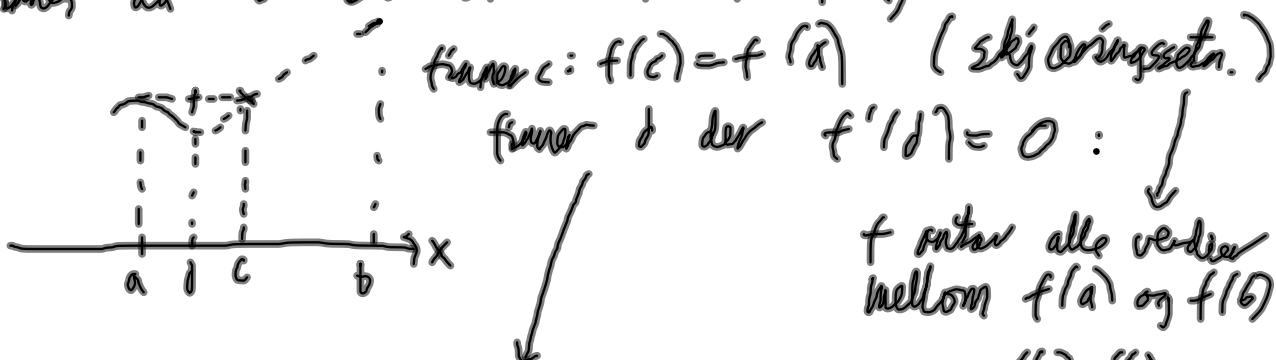 finner c: f(c) = f(a) (skjæringssetn.)
finner d der f'(d) = 0 :
f antar alle verdier
mellom f(a) og f(b)
x
a d c b